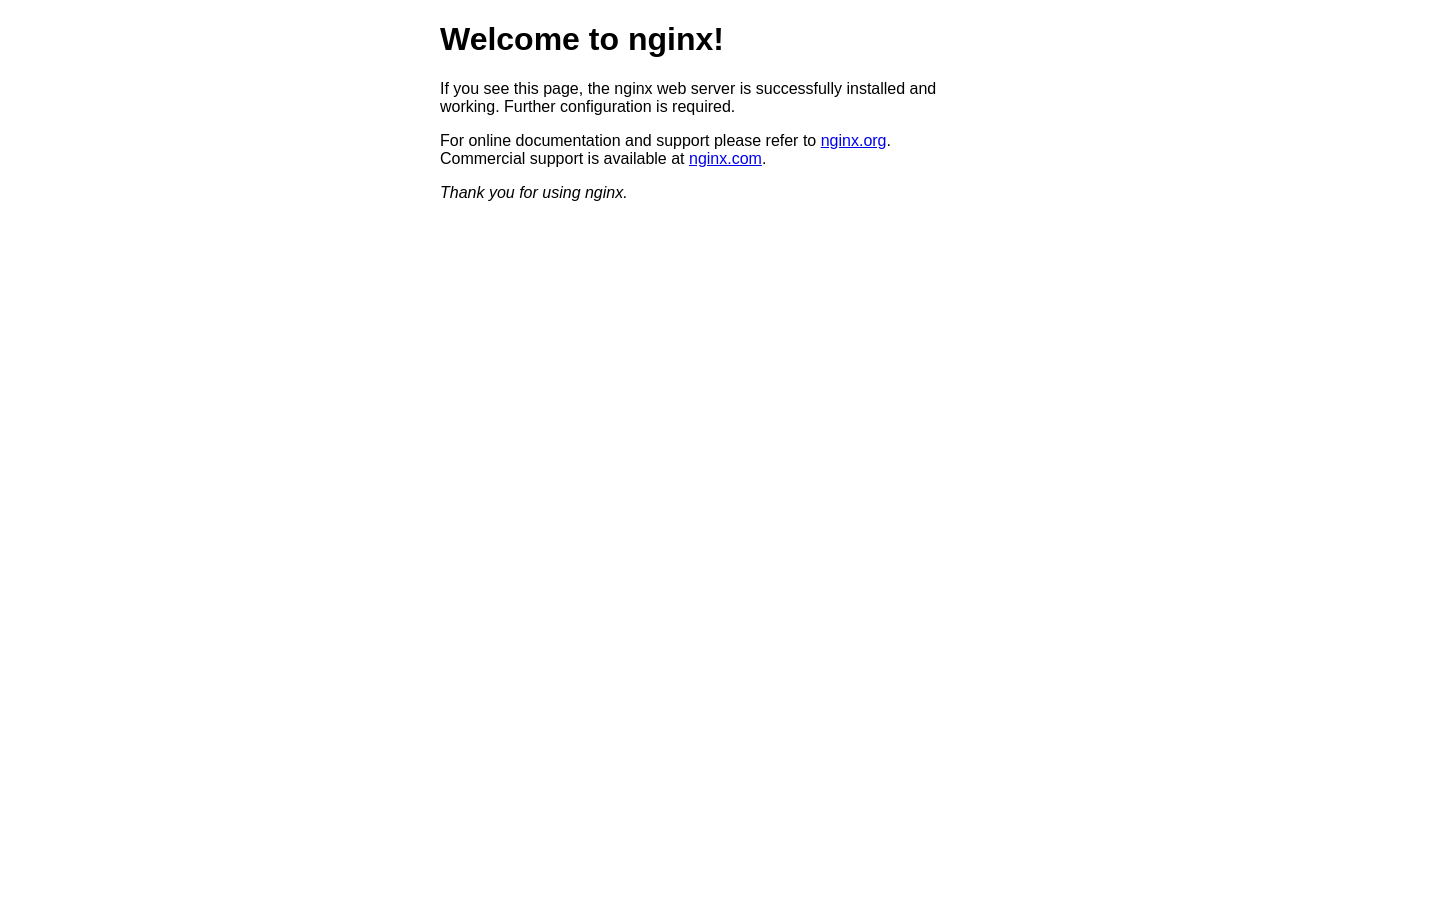 Welcome to nginx!
If you see this page, the nginx web server is successfully installed and
working. Further configuration is required.
For online documentation and support please refer to nginx.org.
Commercial support is available at nginx.com.
Thank you for using nginx.